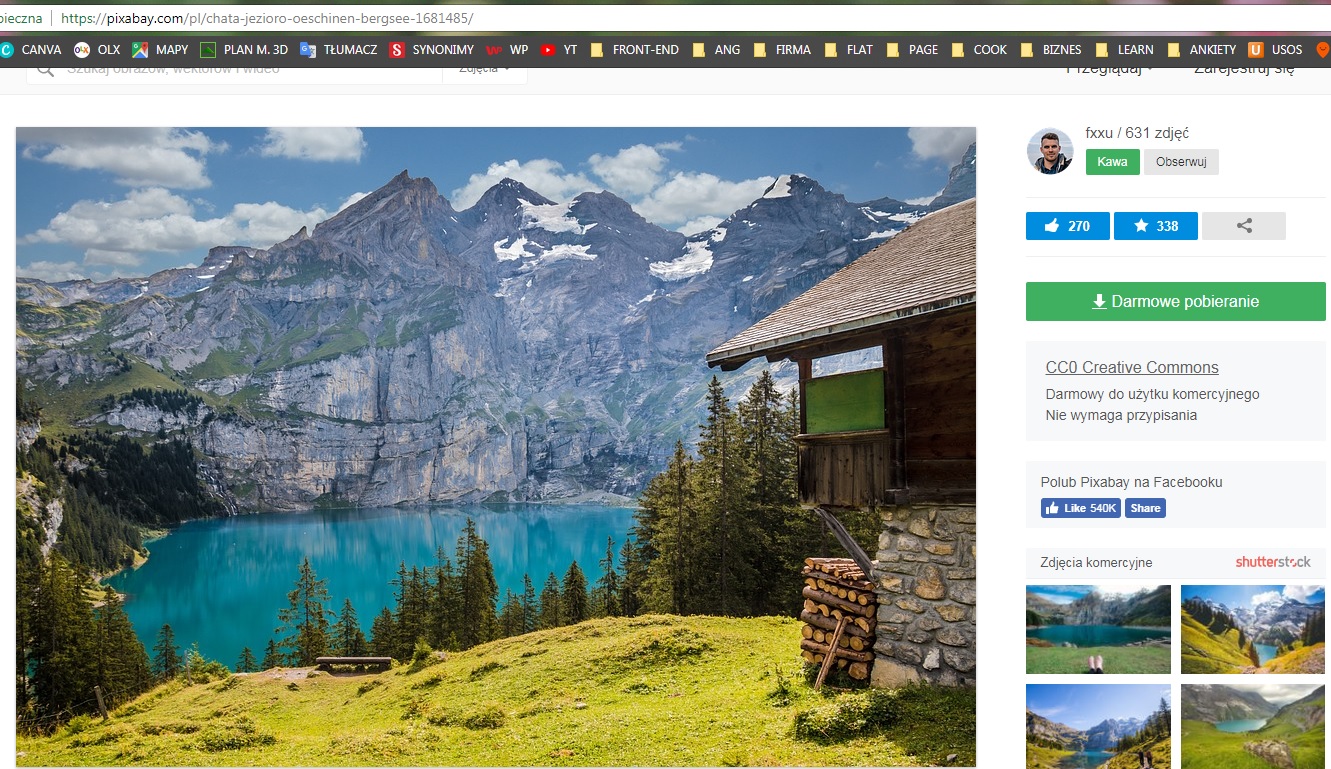 pieczna https://pixabay.com/pl/chata-jezioro-oeschinen-bergsee-1681485/
CANVA OLX MAPY PLAN M. 3D TŁUMACZ SYNONIMY WP YT FRONT-END ANG FIRMA FLAT PAGE COOK BIZNES LEARN ANKIETY USOS
Szukaj obrazów, wektorów i wideo Zdjęcia Przeglądaj Zarejestruj się
fxxu / 631 zdjęć
Kawa Obserwuj
270 338
Darmowe pobieranie
CC0 Creative Commons
Darmowy do użytku komercyjnego
Nie wymaga przypisania
Polub Pixabay na Facebooku
Like 540K Share
Zdjęcia komercyjne shutterstock